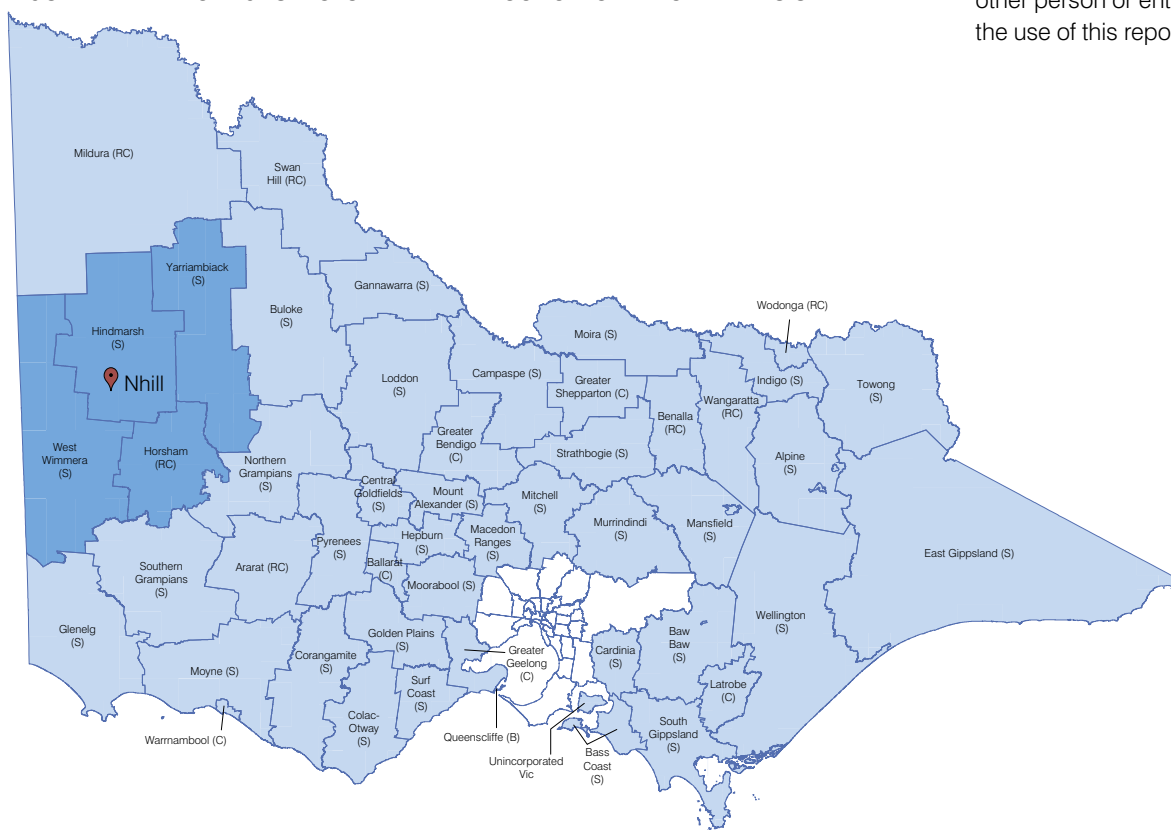 other person or ent
the use of this repo
Mildura (RC)
Swan
Hill (RC)
Yarriambiack
(S)
Gannawarra (S)
Buloke
(S)
Hindmarsh
(S)
Nhill
Wodonga (RC)
Moira (S)
Loddon
(S)
Campaspe (S)
Greater
Shepparton (C)
Wangaratta
(RC)
Indigo (S)
Towong
(S)
Benalla
(RC)
Greater
Bendigo
(C)
Strathbogie (S)
Alpine
(S)
West
Wimmera
(S)
Horsham
(RC)
Northern
Grampians
(S)
Central
Goldfields
(S)
Mount
Alexander (S)
Mitchell
(S)
Murrindindi
(S)
Mansfield
(S)
Macedon
Ranges
(S)
Hepburn
(S)
Pyrenees
(S)
East Gippsland (S)
Southern
Grampians
(S)
Ararat (RC)
Ballarat
(C)
Moorabool (S)
Wellington
(S)
Glenelg
(S)
Golden Plains
(S)
Greater
Geelong
(C)
Cardinia
(S)
Baw
Baw
(S)
Moyne (S)
Corangamite
(S)
Surf
Coast
(S)
Latrobe
(C)
Colac-
Otway
(S)
South
Gippsland
(S)
Warrnambool (C)
Queenscliffe (B)
Unincorporated
Vic
Bass
Coast
(S)